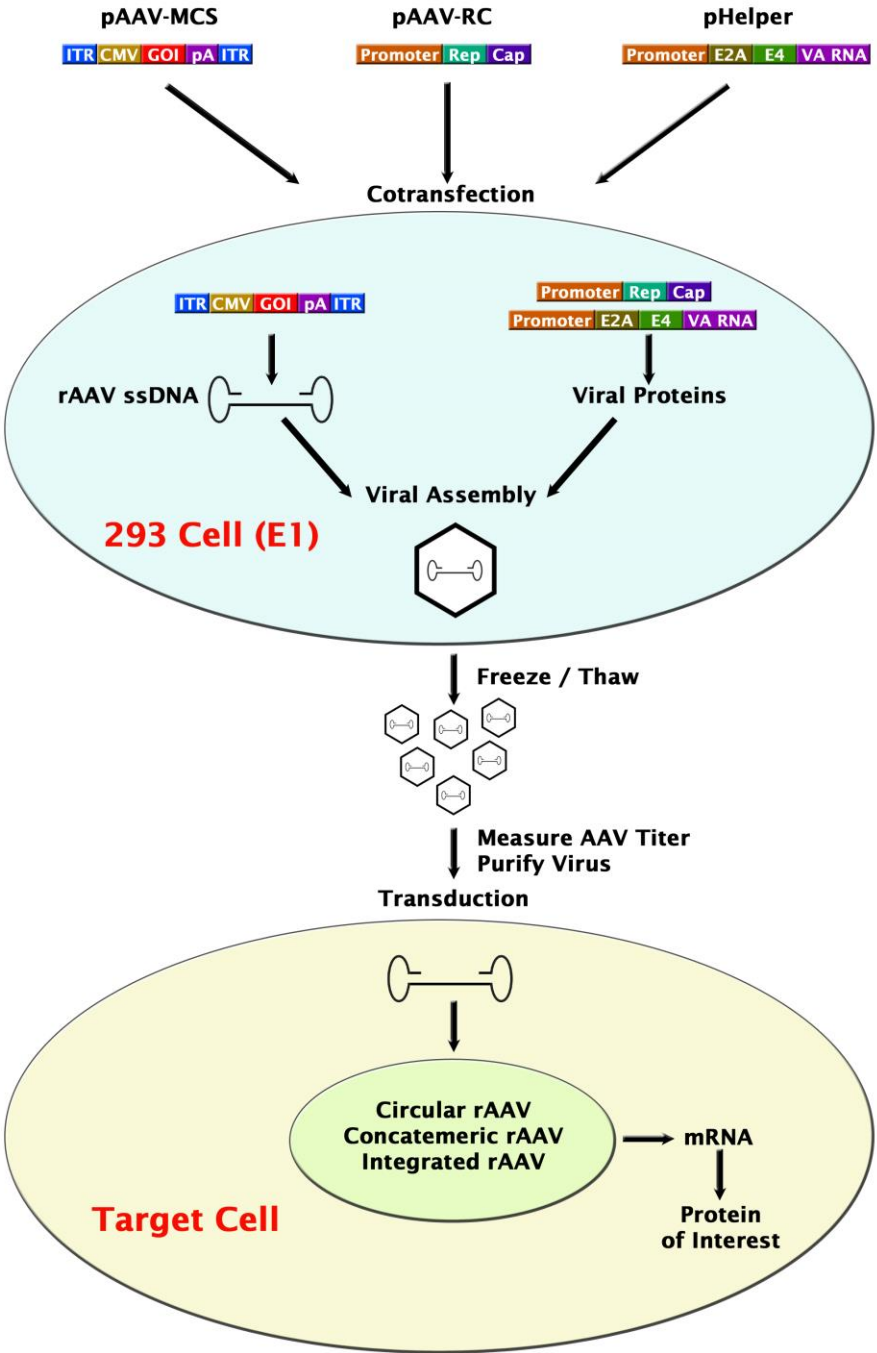 pAAV-MCS
ITR CMV GOI pA ITR
pAAV-RC
Promoter Rep Cap
pHelper
Promoter E2A E4 VA RNA
Cotransfection
ITR CMV GOI pA ITR
Promoter Rep Cap
Promoter E2A E4 VA RNA
rAAV ssDNA
Viral Proteins
Viral Assembly
293 Cell (E1)
Freeze / Thaw
Measure AAV Titer
Purify Virus
Transduction
Circular rAAV
Concatemeric rAAV
Integrated rAAV
mRNA
Protein
of Interest
Target Cell